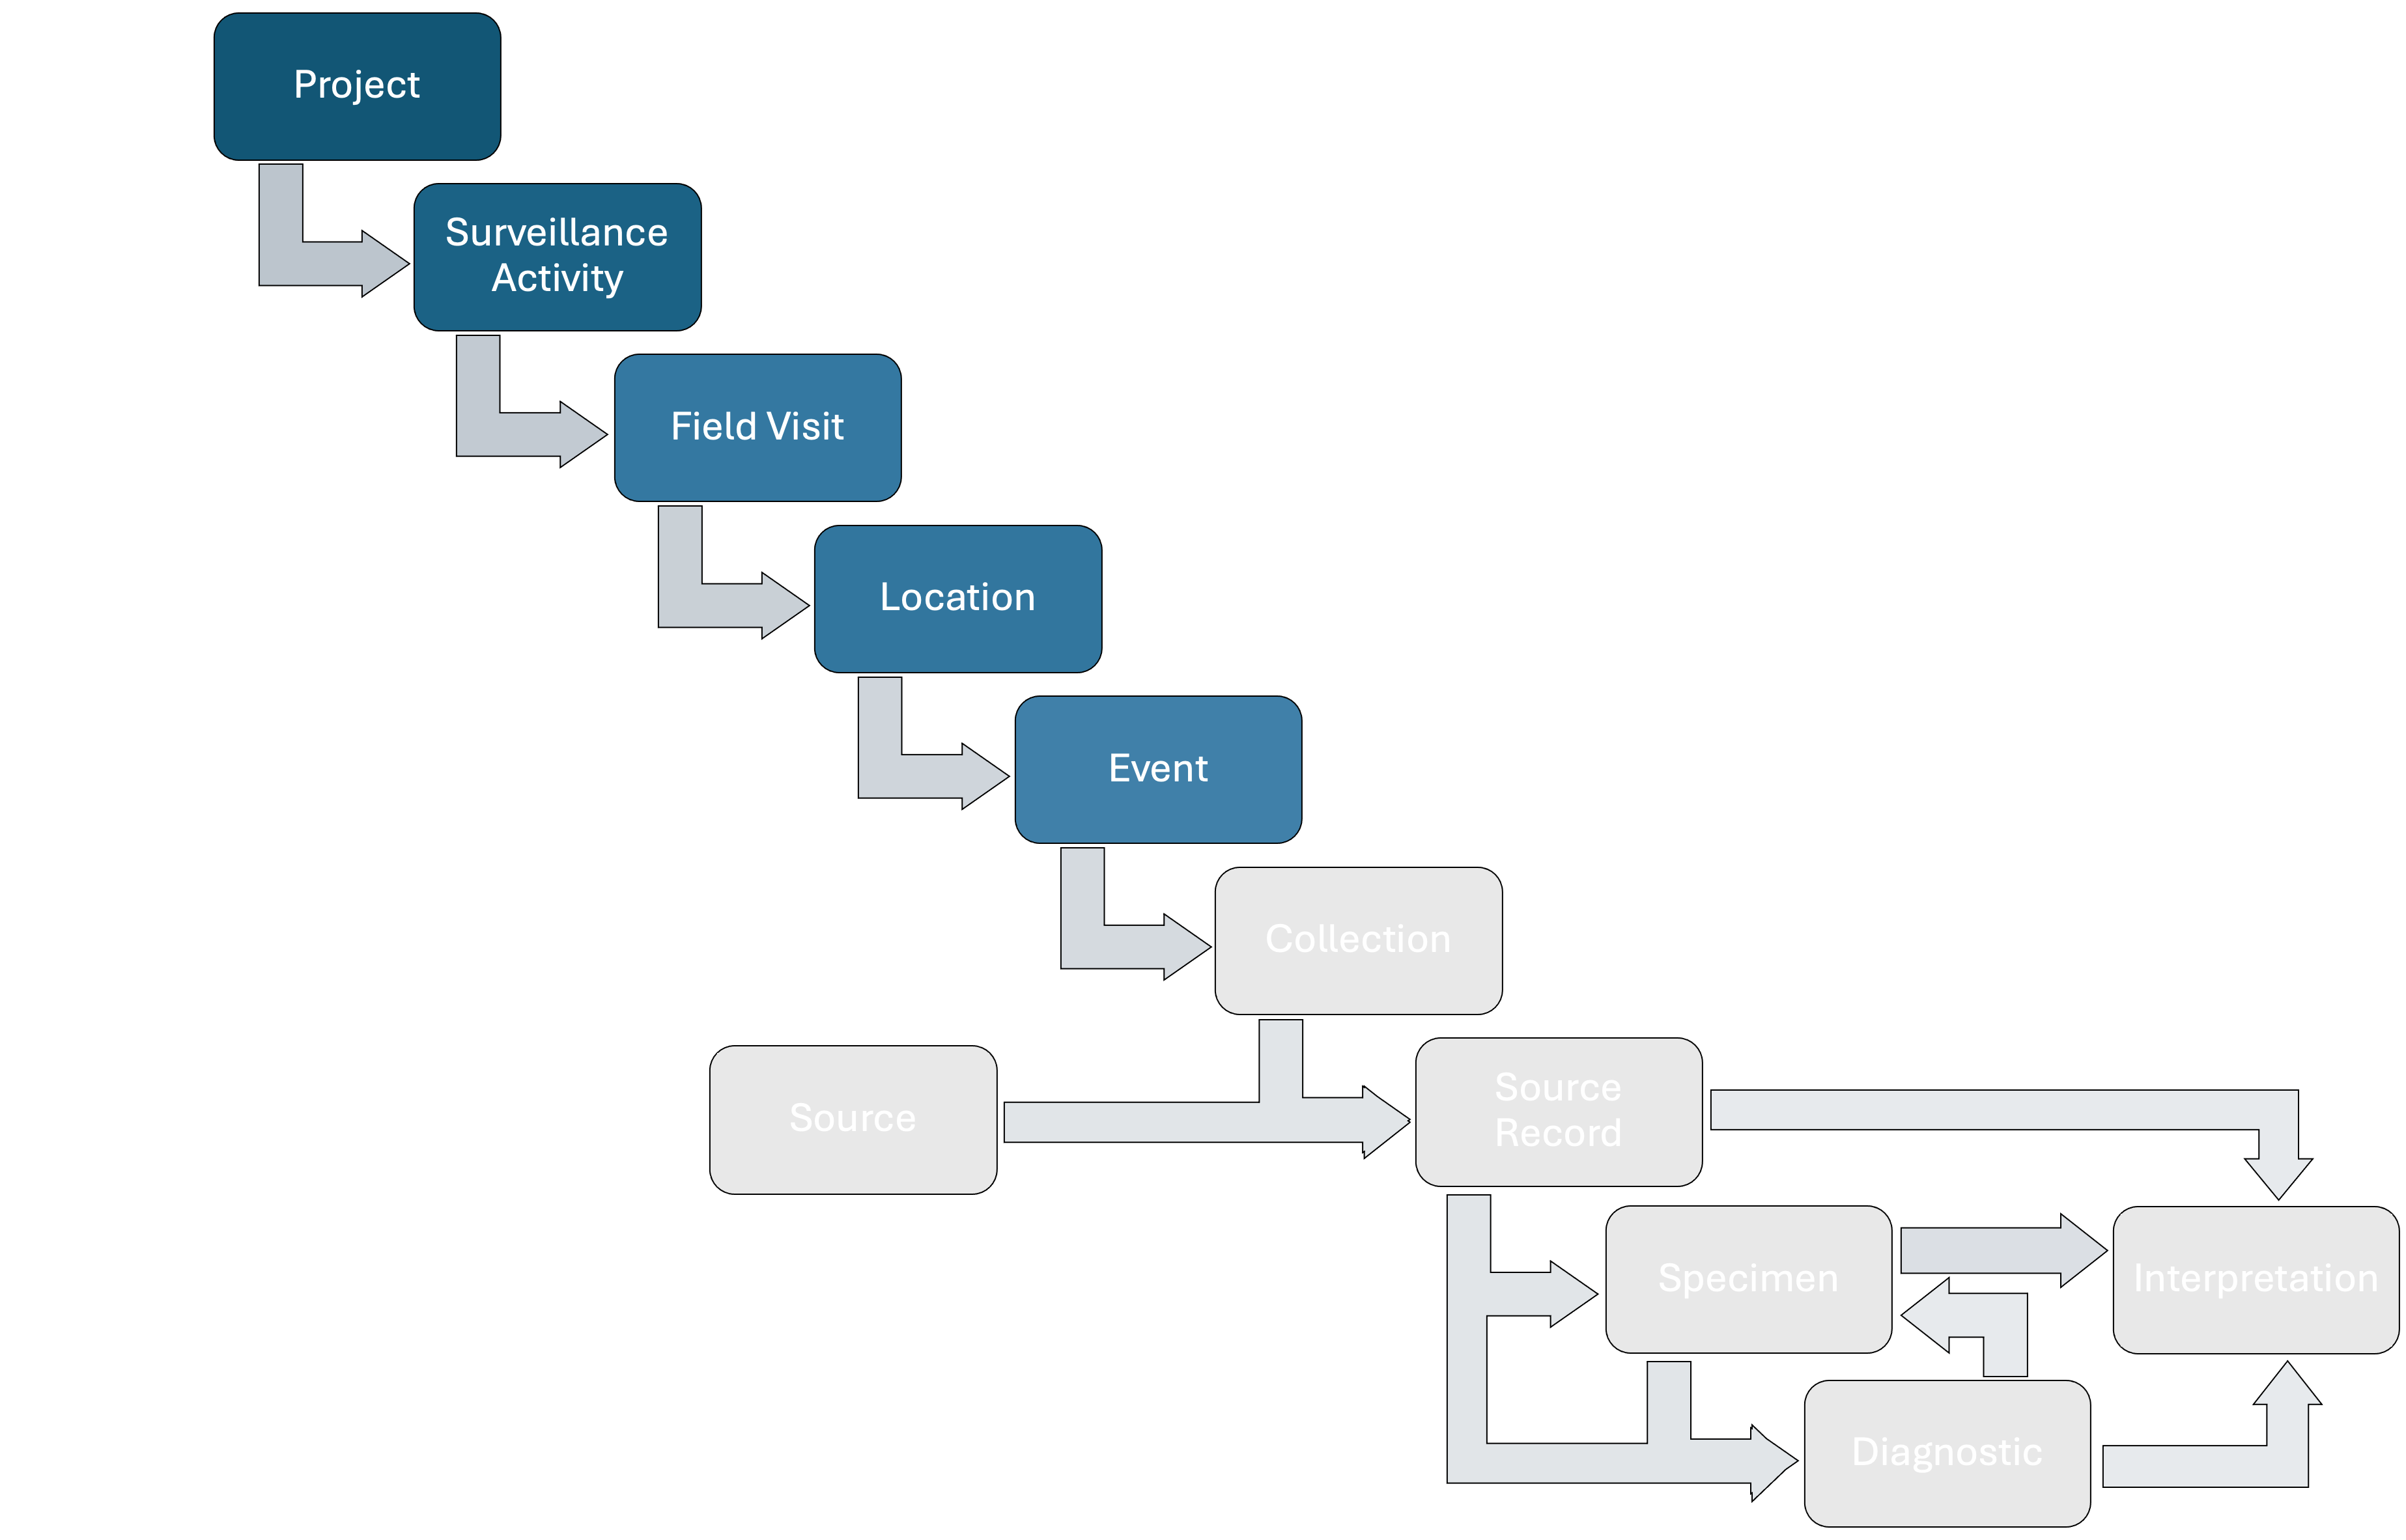 Project
Surveillance
Activity
Field Visit
Location
Event
Collection
Source
Source
Record
Specimen
Interpretation
Diagnostic